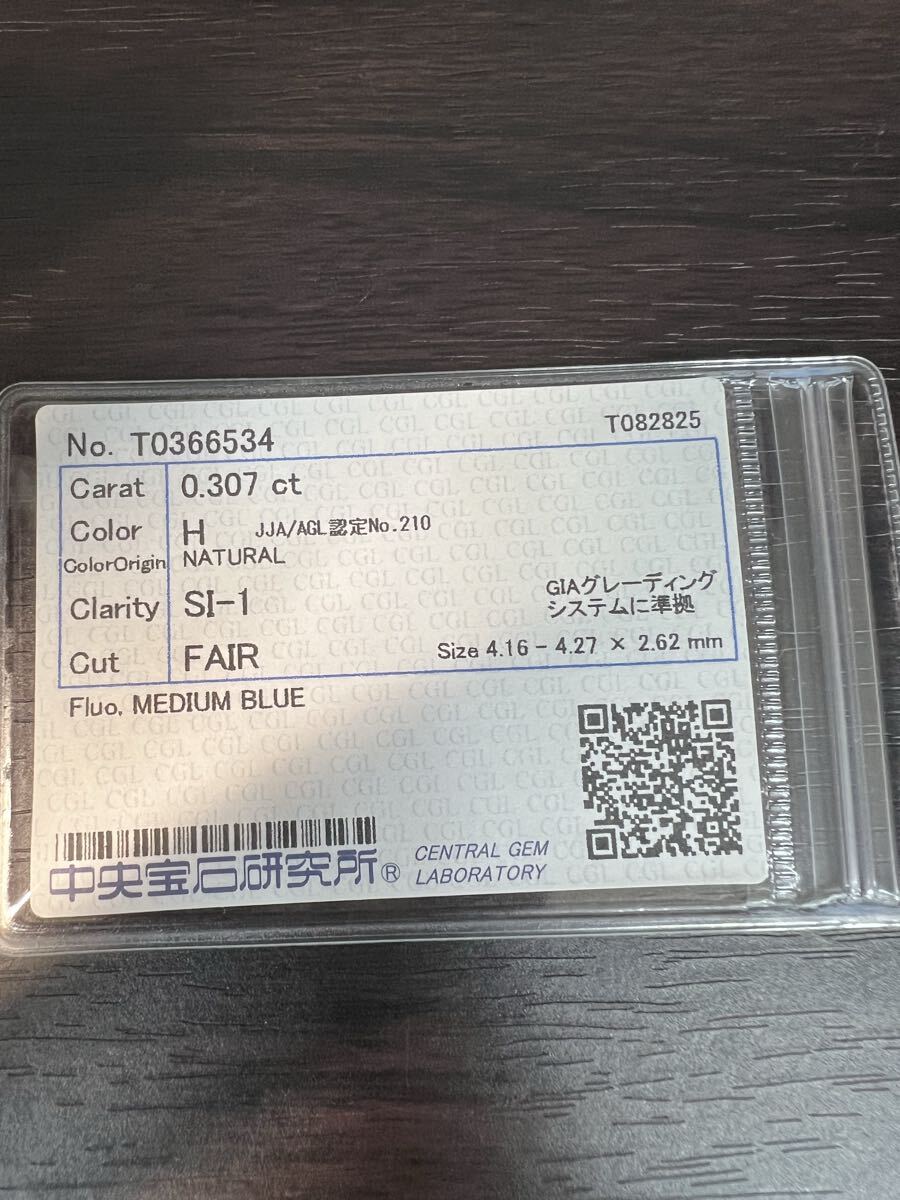 No. T0366534
T082825
Carat 0.307 ct
Color H JJA/AGL認定No.210
ColorOrigin NATURAL
Clarity SI-1
GIAグレーディング
システムに準拠
Cut FAIR
Size 4.16 - 4.27 × 2.62 mm
Fluo. MEDIUM BLUE
中央宝石研究所®
CENTRAL GEM
LABORATORY